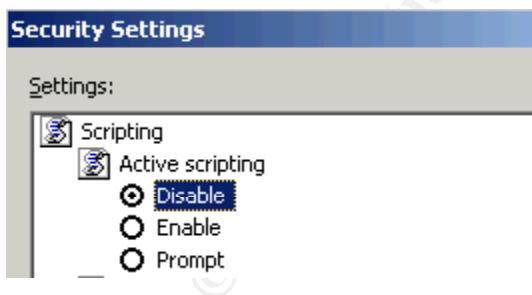 Security Settings
Settings:
Scripting
Active scripting
Disable
Enable
Prompt